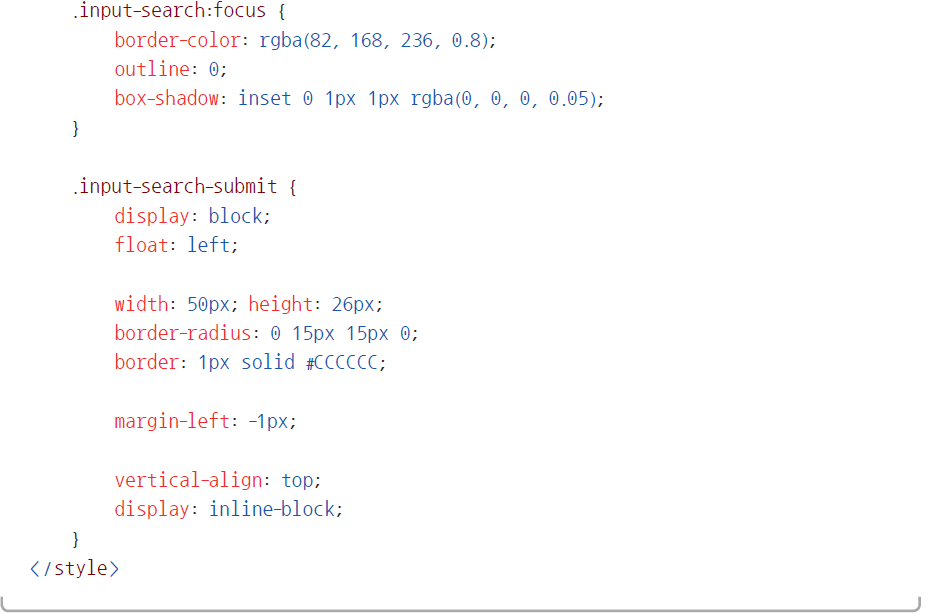 .input-search:focus {
border-color: rgba(82, 168, 236, 0.8);
outline: 0;
box-shadow: inset 0 1px 1px rgba(0, 0, 0, 0.05);
}
.input-search-submit {
display: block;
float: left;
width: 50px; height: 26px;
border-radius: 0 15px 15px 0;
border: 1px solid #CCCCCC;
margin-left: -1px;
vertical-align: top;
display: inline-block;
}
</style>